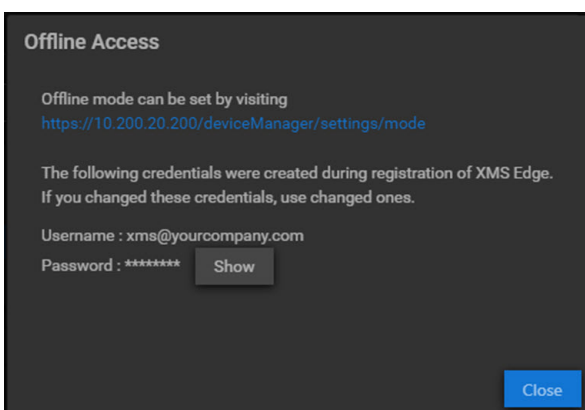 Offline Access
Offline mode can be set by visiting
https://10.200.20.200/deviceManager/settings/mode
The following credentials were created during registration of XMS Edge.
If you changed these credentials, use changed ones.
Username : xms@yourcompany.com
Password : ******** Show
Close